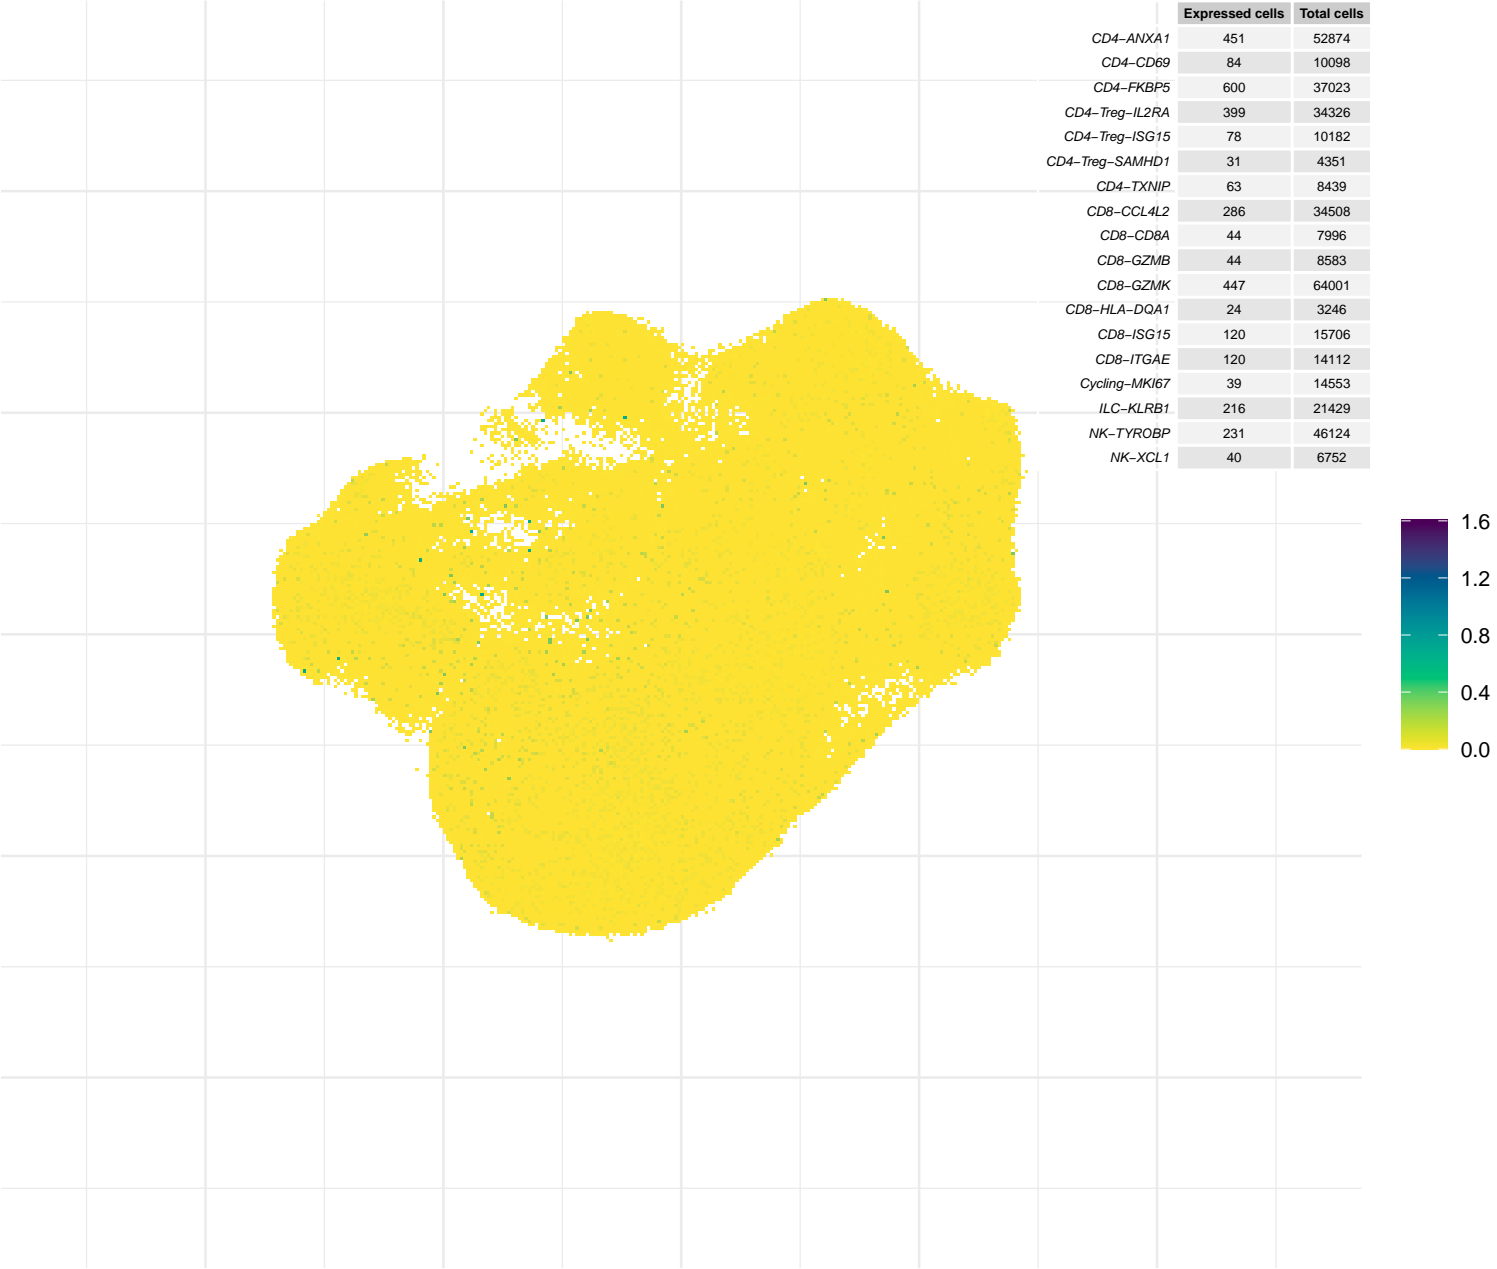 Expressed cells Total cells
CD4−ANXA1 451 52874
CD4−CD69 84 10098
CD4−FKBP5 600 37023
CD4−Treg−IL2RA 399 34326
CD4−Treg−ISG15 78 10182
CD4−Treg−SAMHD1 31 4351
CD4−TXNIP 63 8439
CD8−CCL4L2 286 34508
CD8−CD8A 44 7996
CD8−GZMB 44 8583
CD8−GZMK 447 64001
CD8−HLA−DQA1 24 3246
CD8−ISG15 120 15706
CD8−ITGAE 120 14112
Cycling−MKI67 39 14553
ILC−KLRB1 216 21429
NK−TYROBP 231 46124
NK−XCL1 40 6752
1.6
1.2
0.8
0.4
0.0